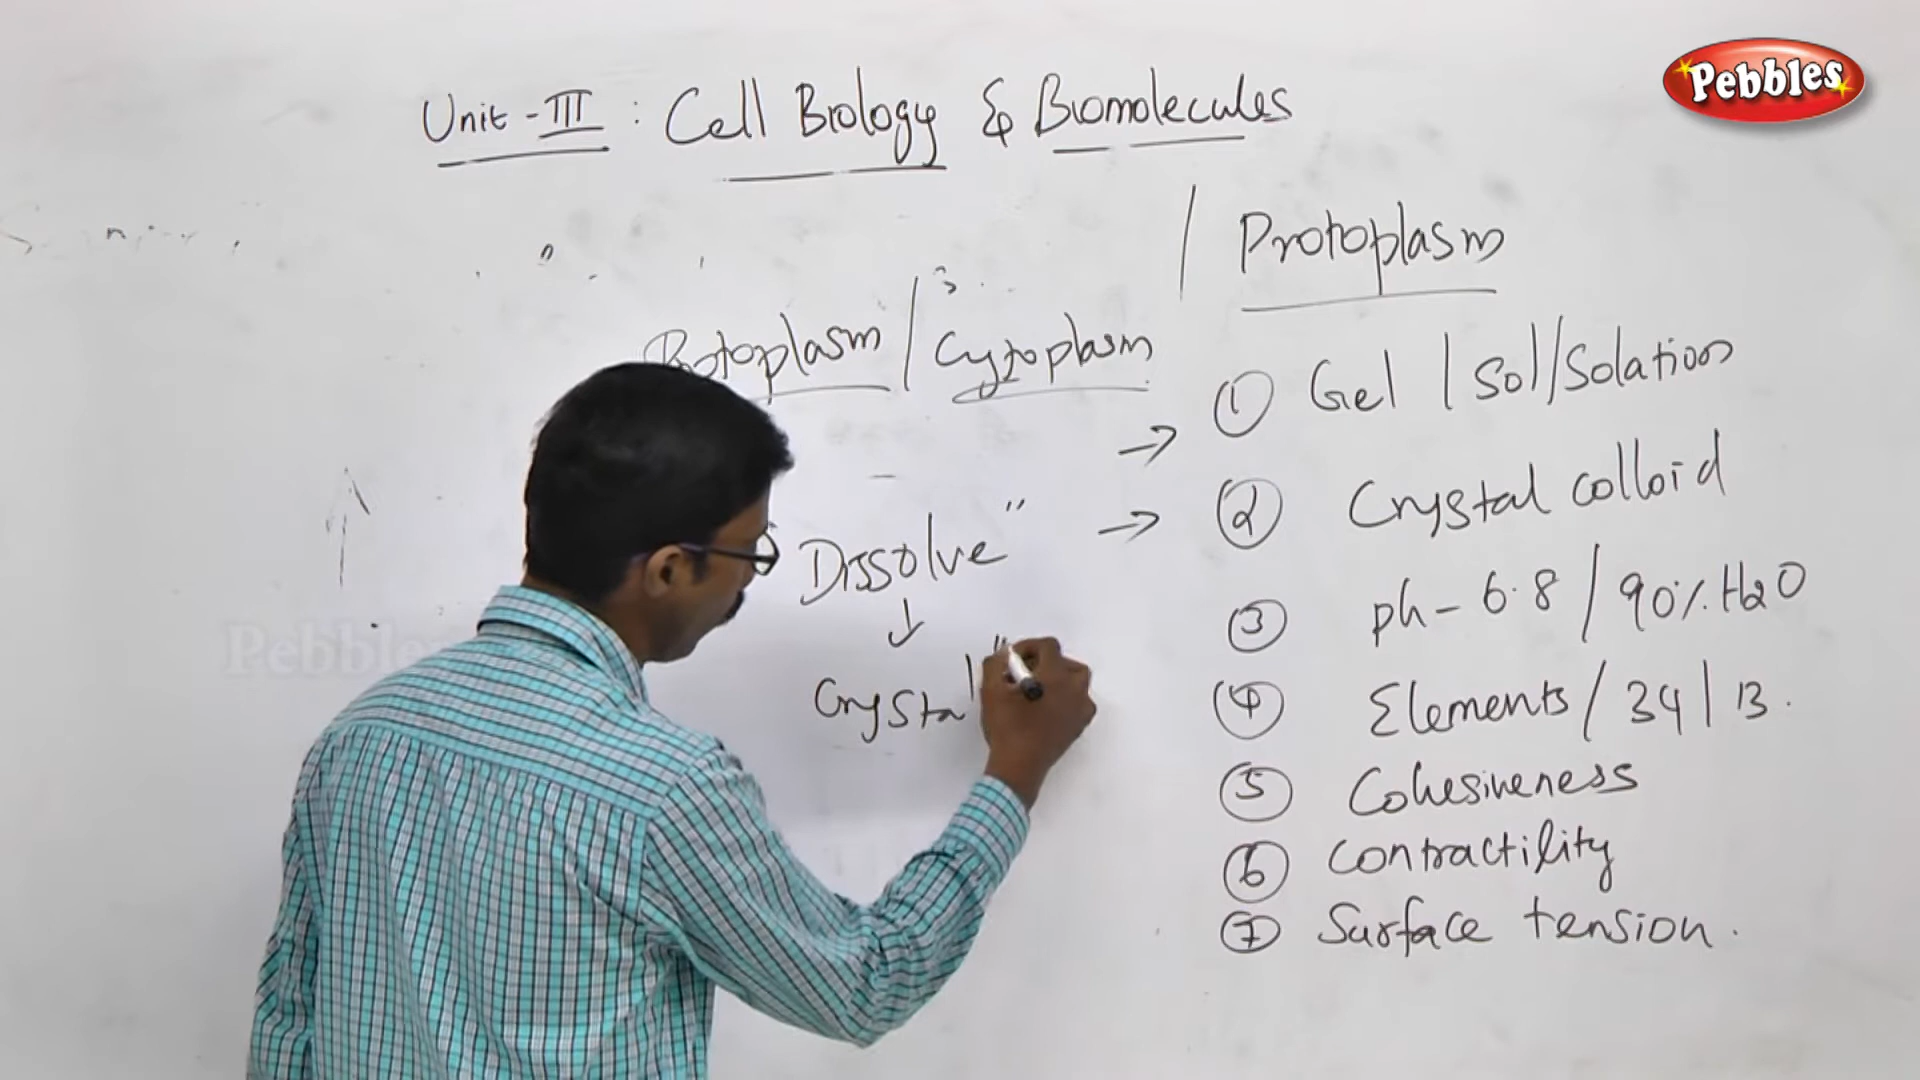 Pebbles
Unit - III : Cell Biology & Biomolecules
/ Protoplasm
Protoplasm / Cytoplasm
→ ① Gel / Sol/Solation
→ ② Crystal colloid
Dissolve"
↓
Crystal"
③ ph - 6.8 / 90% H2O
④ Elements / 34 / 13.
⑤ Cohesiveness
⑥ Contractility
⑦ Surface tension.
Pebbles